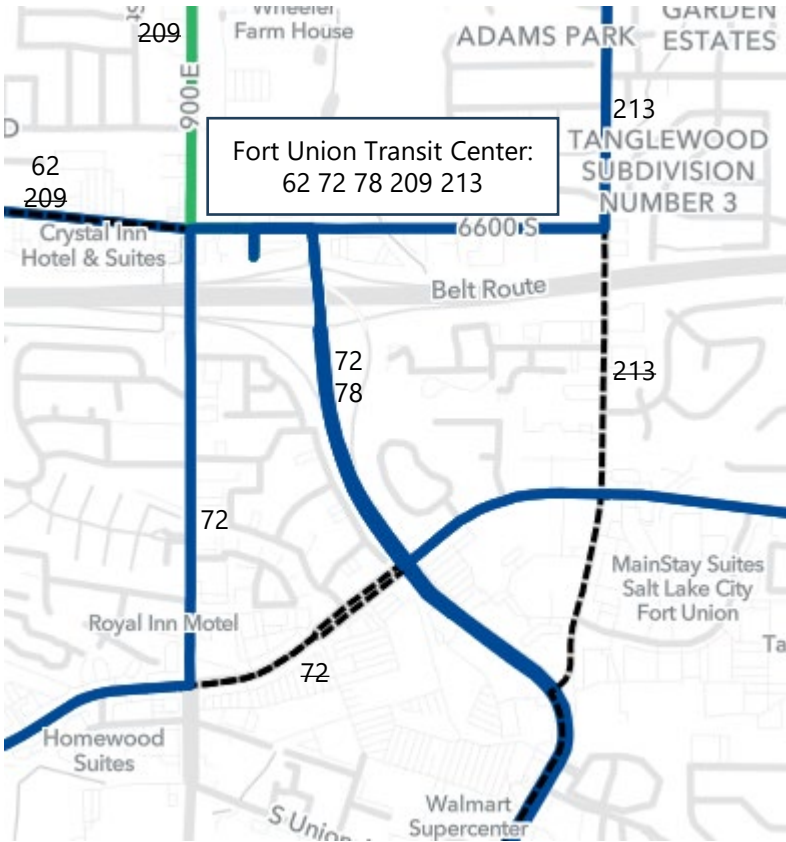 Wheeler
Farm House
GARDEN
ESTATES
ADAMS PARK
209
900 E
213
TANGLEWOOD
SUBDIVISION
NUMBER 3
D
Fort Union Transit Center:
62 72 78 209 213
62
209
Crystal Inn
Hotel & Suites
6600 S
Belt Route
72
78
213
72
MainStay Suites
Salt Lake City
Fort Union
Royal Inn Motel
Ta
72
Homewood
Suites
Walmart
Supercenter
S Union